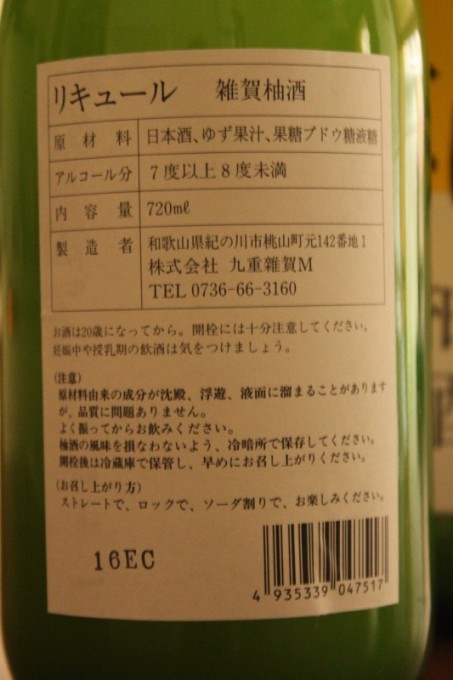 リキュール 雑賀柚酒
原材料 日本酒、ゆず果汁、果糖ブドウ糖液糖
アルコール分 7度以上8度未満
内容量 720mℓ
製造者 和歌山県紀の川市桃山町元142番地1
株式会社 九重雜賀M
TEL 0736-66-3160
お酒は20歳になってから。開栓には十分注意してください。
妊娠中や授乳期の飲酒は気をつけましょう。
(注意)
原材料由来の成分が沈殿、浮遊、液面に溜まることがあります
が、品質に問題ありません。
よく振ってからお飲みください。
柚酒の風味を損なわないよう、冷暗所で保存してください。
開栓後は冷蔵庫で保管し、早めにお召し上がりください。
(お召し上がり方)
ストレートで、ロックで、ソーダ割りで、お楽しみください。
16EC
4 935339 047517